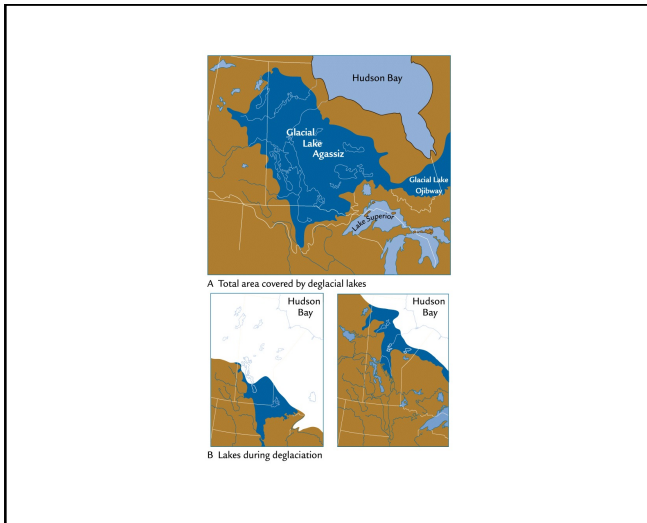 Hudson Bay
Glacial
Lake
Agassiz
Glacial Lake
Ojibway
Lake Superior
A Total area covered by deglacial lakes
Hudson
Bay
Hudson
Bay
B Lakes during deglaciation